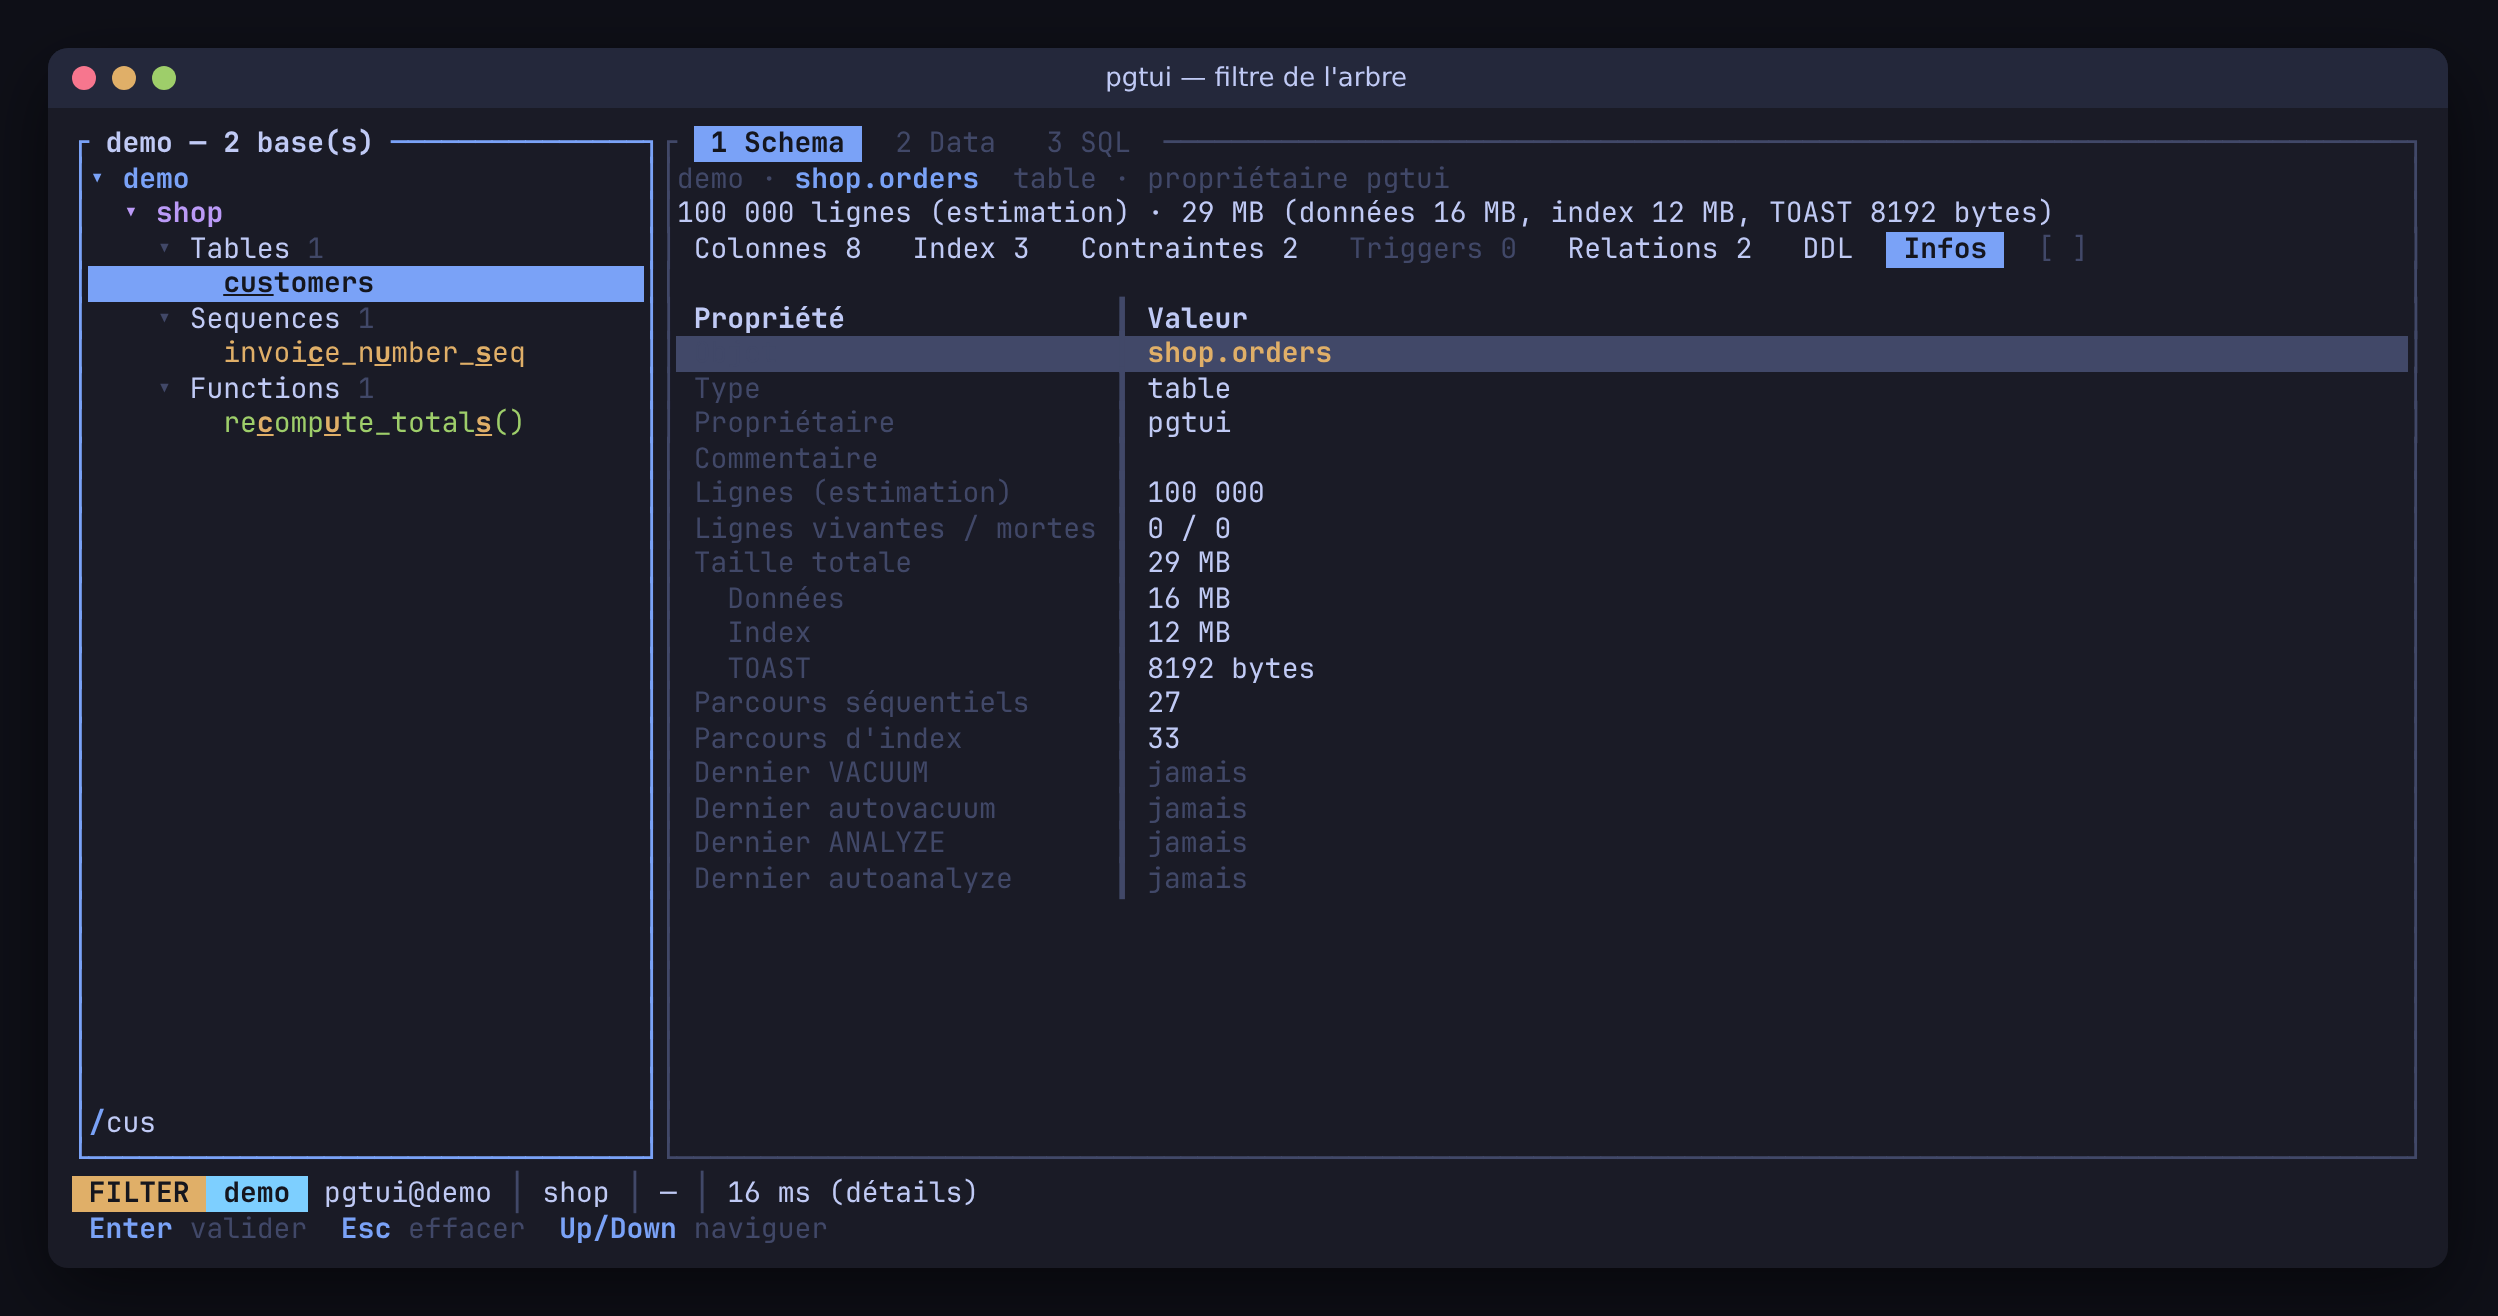 pgtui — filtre de l'arbre
demo — 2 base(s)
▾ demo
▾ shop
▾ Tables 1
customers
▾ Sequences 1
invoice_number_seq
▾ Functions 1
recompute_totals()
/cus
1 Schema 2 Data 3 SQL
demo · shop.orders table · propriétaire pgtui
100 000 lignes (estimation) · 29 MB (données 16 MB, index 12 MB, TOAST 8192 bytes)
Colonnes 8 Index 3 Contraintes 2 Triggers 0 Relations 2 DDL Infos [ ]
Propriété Valeur
shop.orders
Type table
Propriétaire pgtui
Commentaire
Lignes (estimation) 100 000
Lignes vivantes / mortes 0 / 0
Taille totale 29 MB
Données 16 MB
Index 12 MB
TOAST 8192 bytes
Parcours séquentiels 27
Parcours d'index 33
Dernier VACUUM jamais
Dernier autovacuum jamais
Dernier ANALYZE jamais
Dernier autoanalyze jamais
FILTER demo pgtui@demo │ shop │ — │ 16 ms (détails)
Enter valider Esc effacer Up/Down naviguer